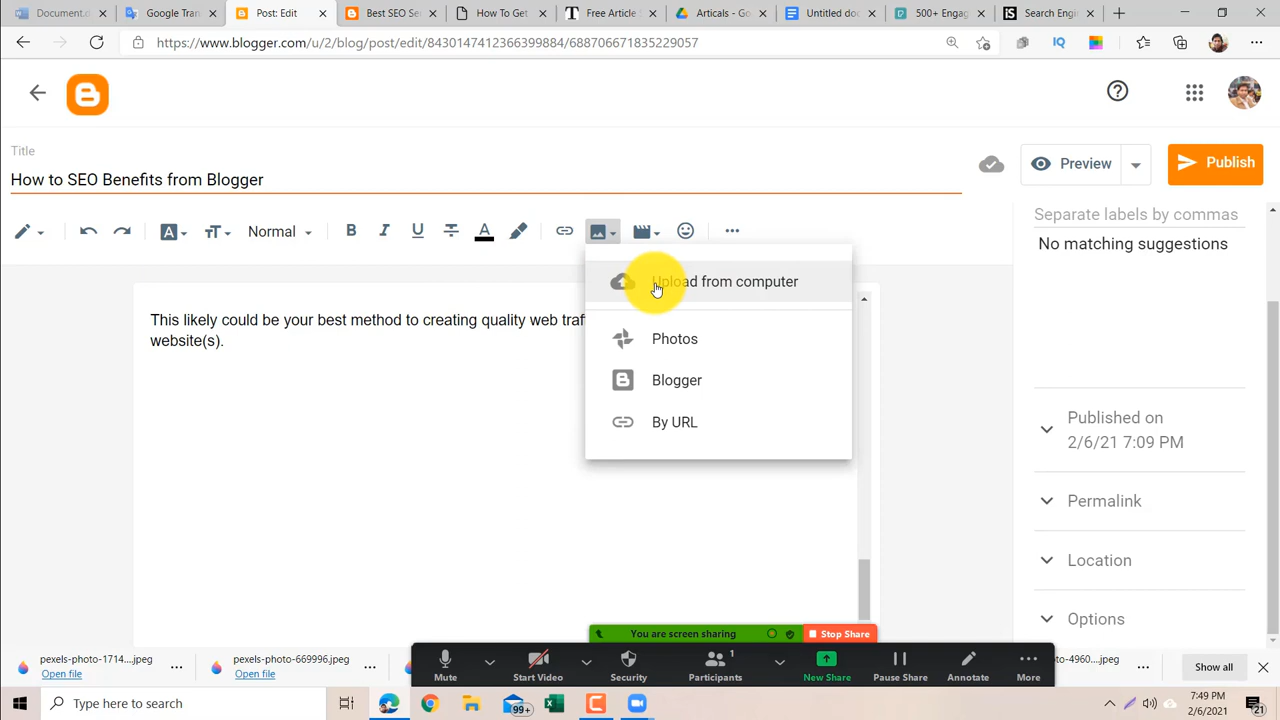 Document.
Google Tran
Post: Edit
Best SEO Se
How To Get
Free Article S
Articals - Go
Untitled doc
500+ Engag
Search Engin
https://www.blogger.com/u/2/blog/post/edit/8430147412366399884/688706671835229057
Title
How to SEO Benefits from Blogger
Preview
Publish
Normal
B I U A
Separate labels by commas
No matching suggestions
Upload from computer
Photos
Blogger
By URL
This likely could be your best method to creating quality web traf
website(s).
Published on
2/6/21 7:09 PM
Permalink
Location
Options
You are screen sharing
Stop Share
pexels-photo-1714....jpeg
Open file
pexels-photo-669996.jpeg
Open file
Mute
Start Video
Security
1
Participants
New Share
Pause Share
Annotate
More
-4960....jpeg
Show all
Type here to search
99+
7:49 PM
2/6/2021
21